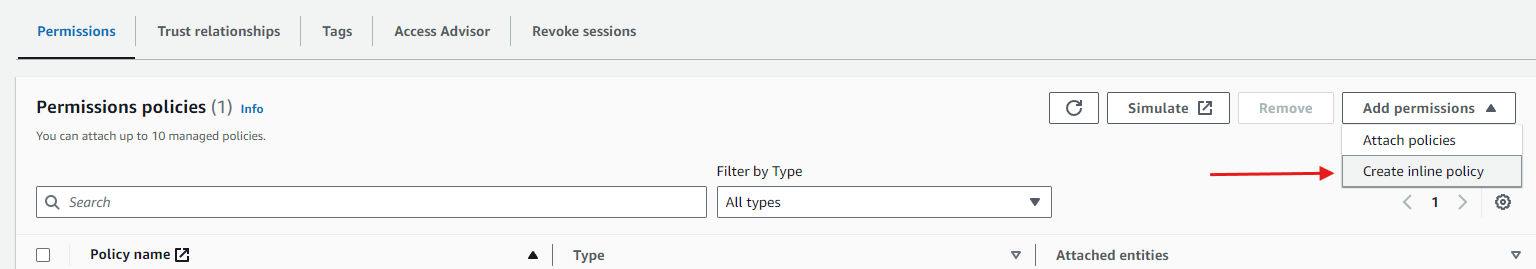 Permissions Trust relationships Tags Access Advisor Revoke sessions
Permissions policies (1) Info
Simulate Remove Add permissions
You can attach up to 10 managed policies.
Attach policies
Create inline policy
Filter by Type
Search All types 1
Policy name Type Attached entities